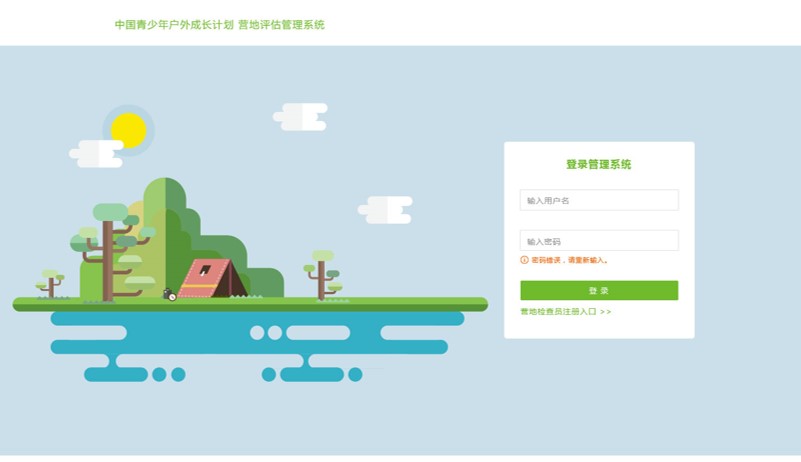 中国青少年户外成长计划 营地评估管理系统
登录管理系统
输入用户名
输入密码
密码错误，请重新输入。
登 录
营地检查员注册入口 >>